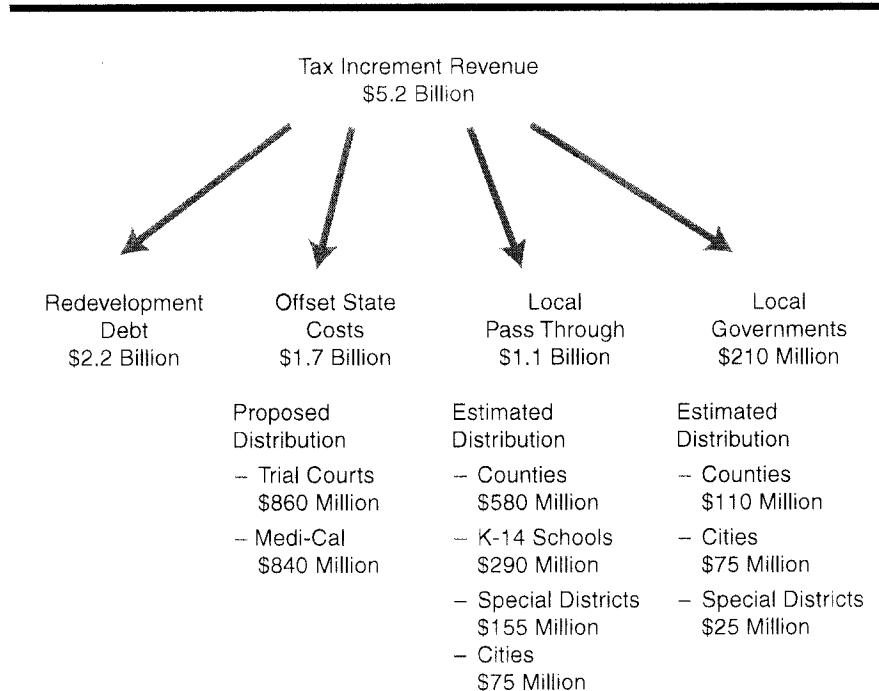 Tax Increment Revenue
$5.2 Billion
Redevelopment
Debt
$2.2 Billion
Offset State
Costs
$1.7 Billion
Proposed
Distribution
– Trial Courts
$860 Million
– Medi-Cal
$840 Million
Local
Pass Through
$1.1 Billion
Estimated
Distribution
– Counties
$580 Million
– K-14 Schools
$290 Million
– Special Districts
$155 Million
– Cities
$75 Million
Local
Governments
$210 Million
Estimated
Distribution
– Counties
$110 Million
– Cities
$75 Million
– Special Districts
$25 Million